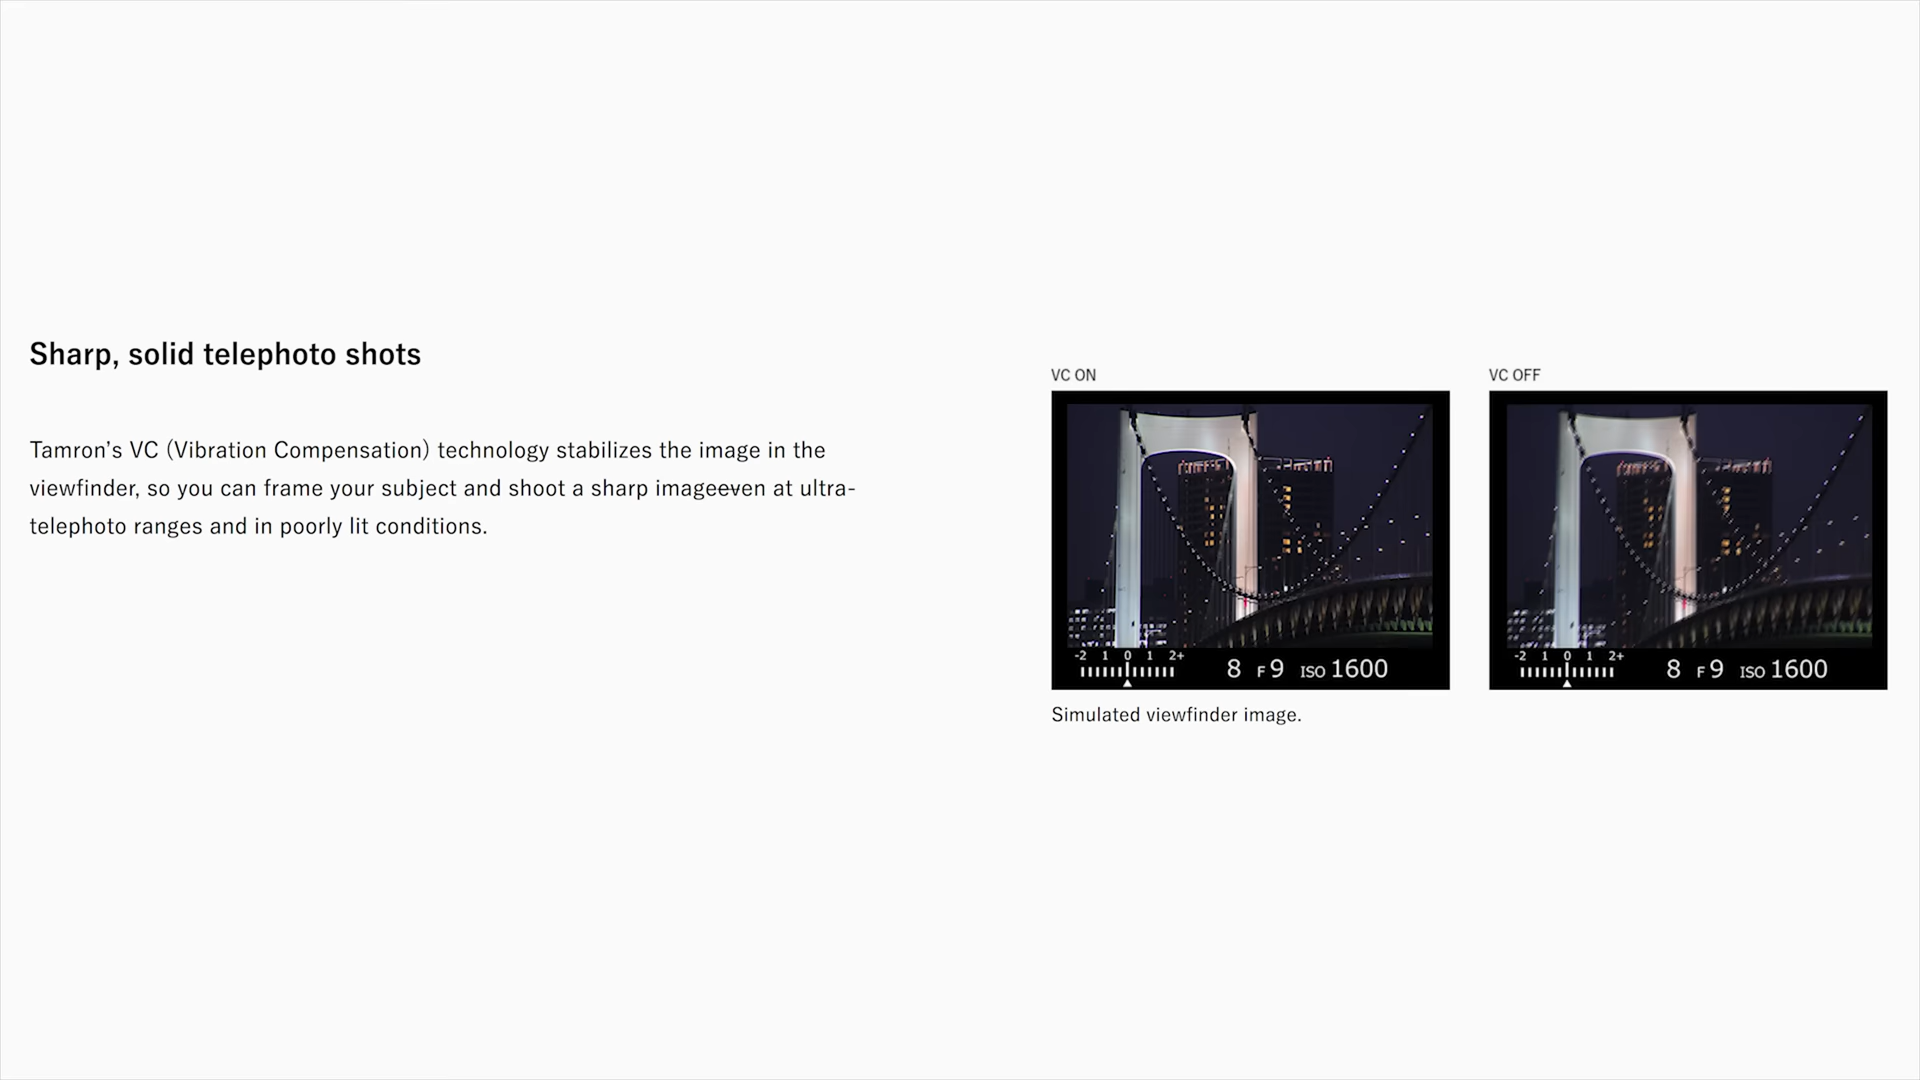 Sharp, solid telephoto shots
Tamron's VC (Vibration Compensation) technology stabilizes the image in the
viewfinder, so you can frame your subject and shoot a sharp imageeven at ultra-
telephoto ranges and in poorly lit conditions.
VC ON
-2 1 0 1 2+
8 F9 ISO 1600
Simulated viewfinder image.
VC OFF
-2 1 0 1 2+
8 F9 ISO 1600